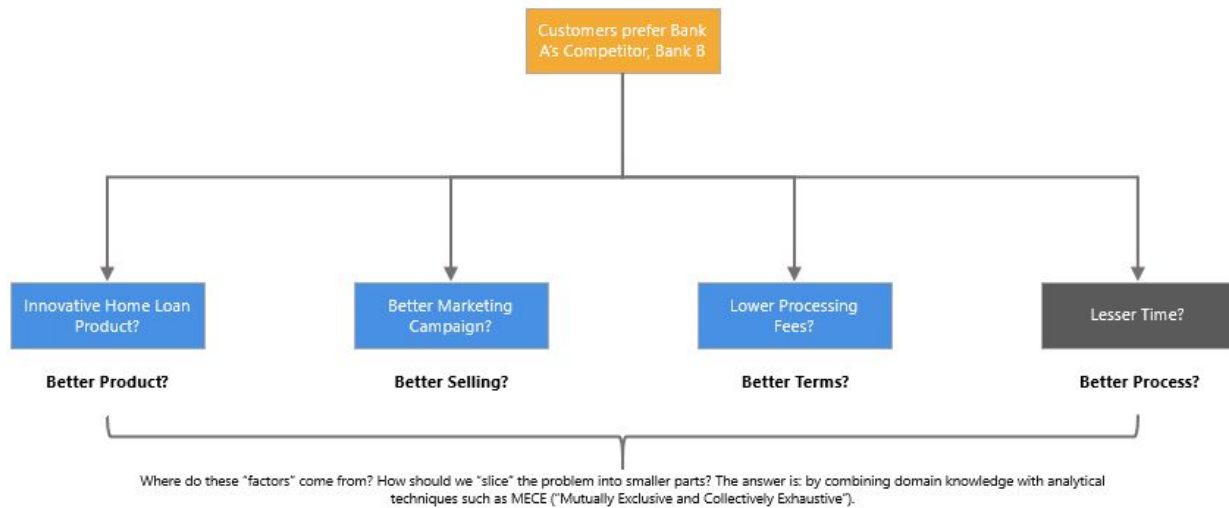 Customers prefer Bank
A's Competitor, Bank B
Innovative Home Loan
Product?
Better Marketing
Campaign?
Lower Processing
Fees?
Lesser Time?
Better Product?
Better Selling?
Better Terms?
Better Process?
Where do these "factors" come from? How should we "slice" the problem into smaller parts? The answer is: by combining domain knowledge with analytical
techniques such as MECE ("Mutually Exclusive and Collectively Exhaustive").